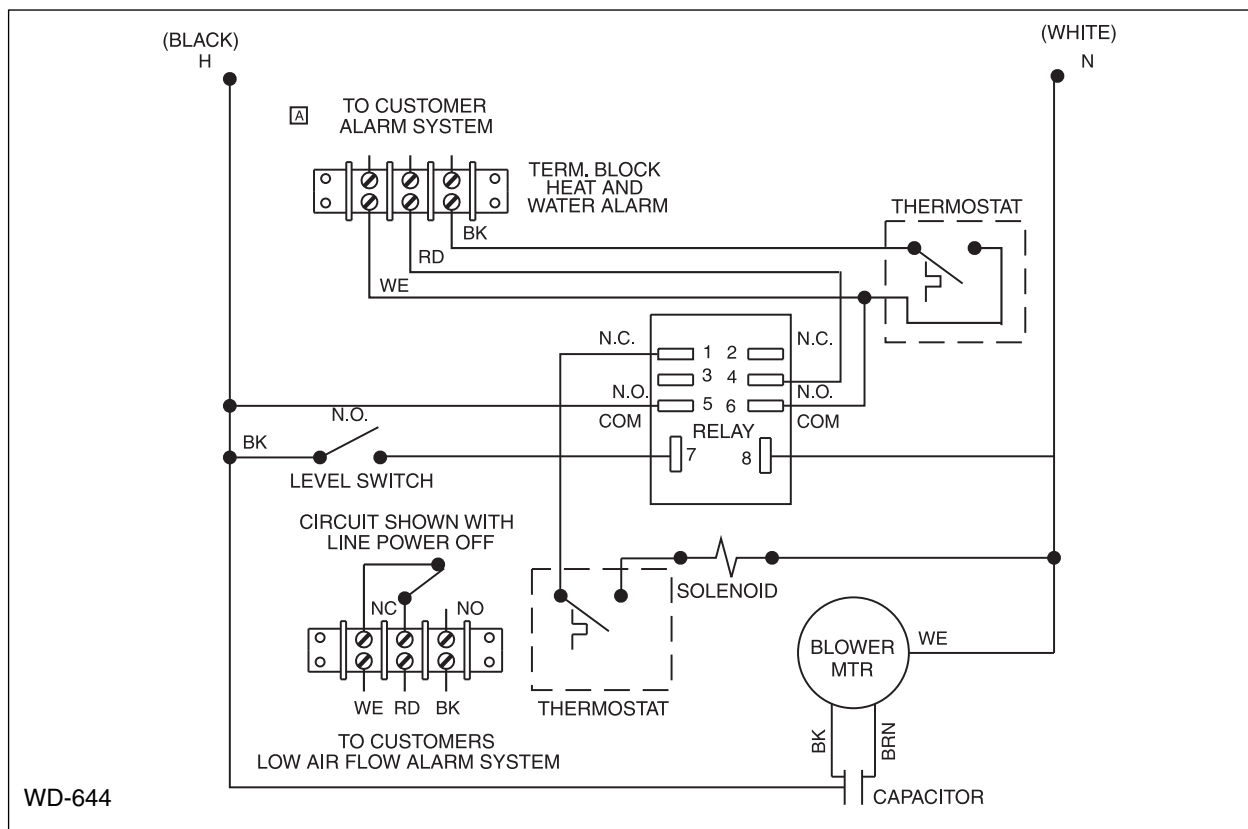 (BLACK)
H
(WHITE)
N
A
TO CUSTOMER
ALARM SYSTEM
TERM. BLOCK
HEAT AND
WATER ALARM
THERMOSTAT
BK
RD
WE
N.C.
1 2
N.C.
3 4
N.O.
N.O.
5 6
COM
COM
RELAY
7
8
N.O.
BK
LEVEL SWITCH
CIRCUIT SHOWN WITH
LINE POWER OFF
NC
NO
WE RD BK
TO CUSTOMERS
LOW AIR FLOW ALARM SYSTEM
THERMOSTAT
SOLENOID
BLOWER
MTR
WE
BK
BRN
CAPACITOR
WD-644